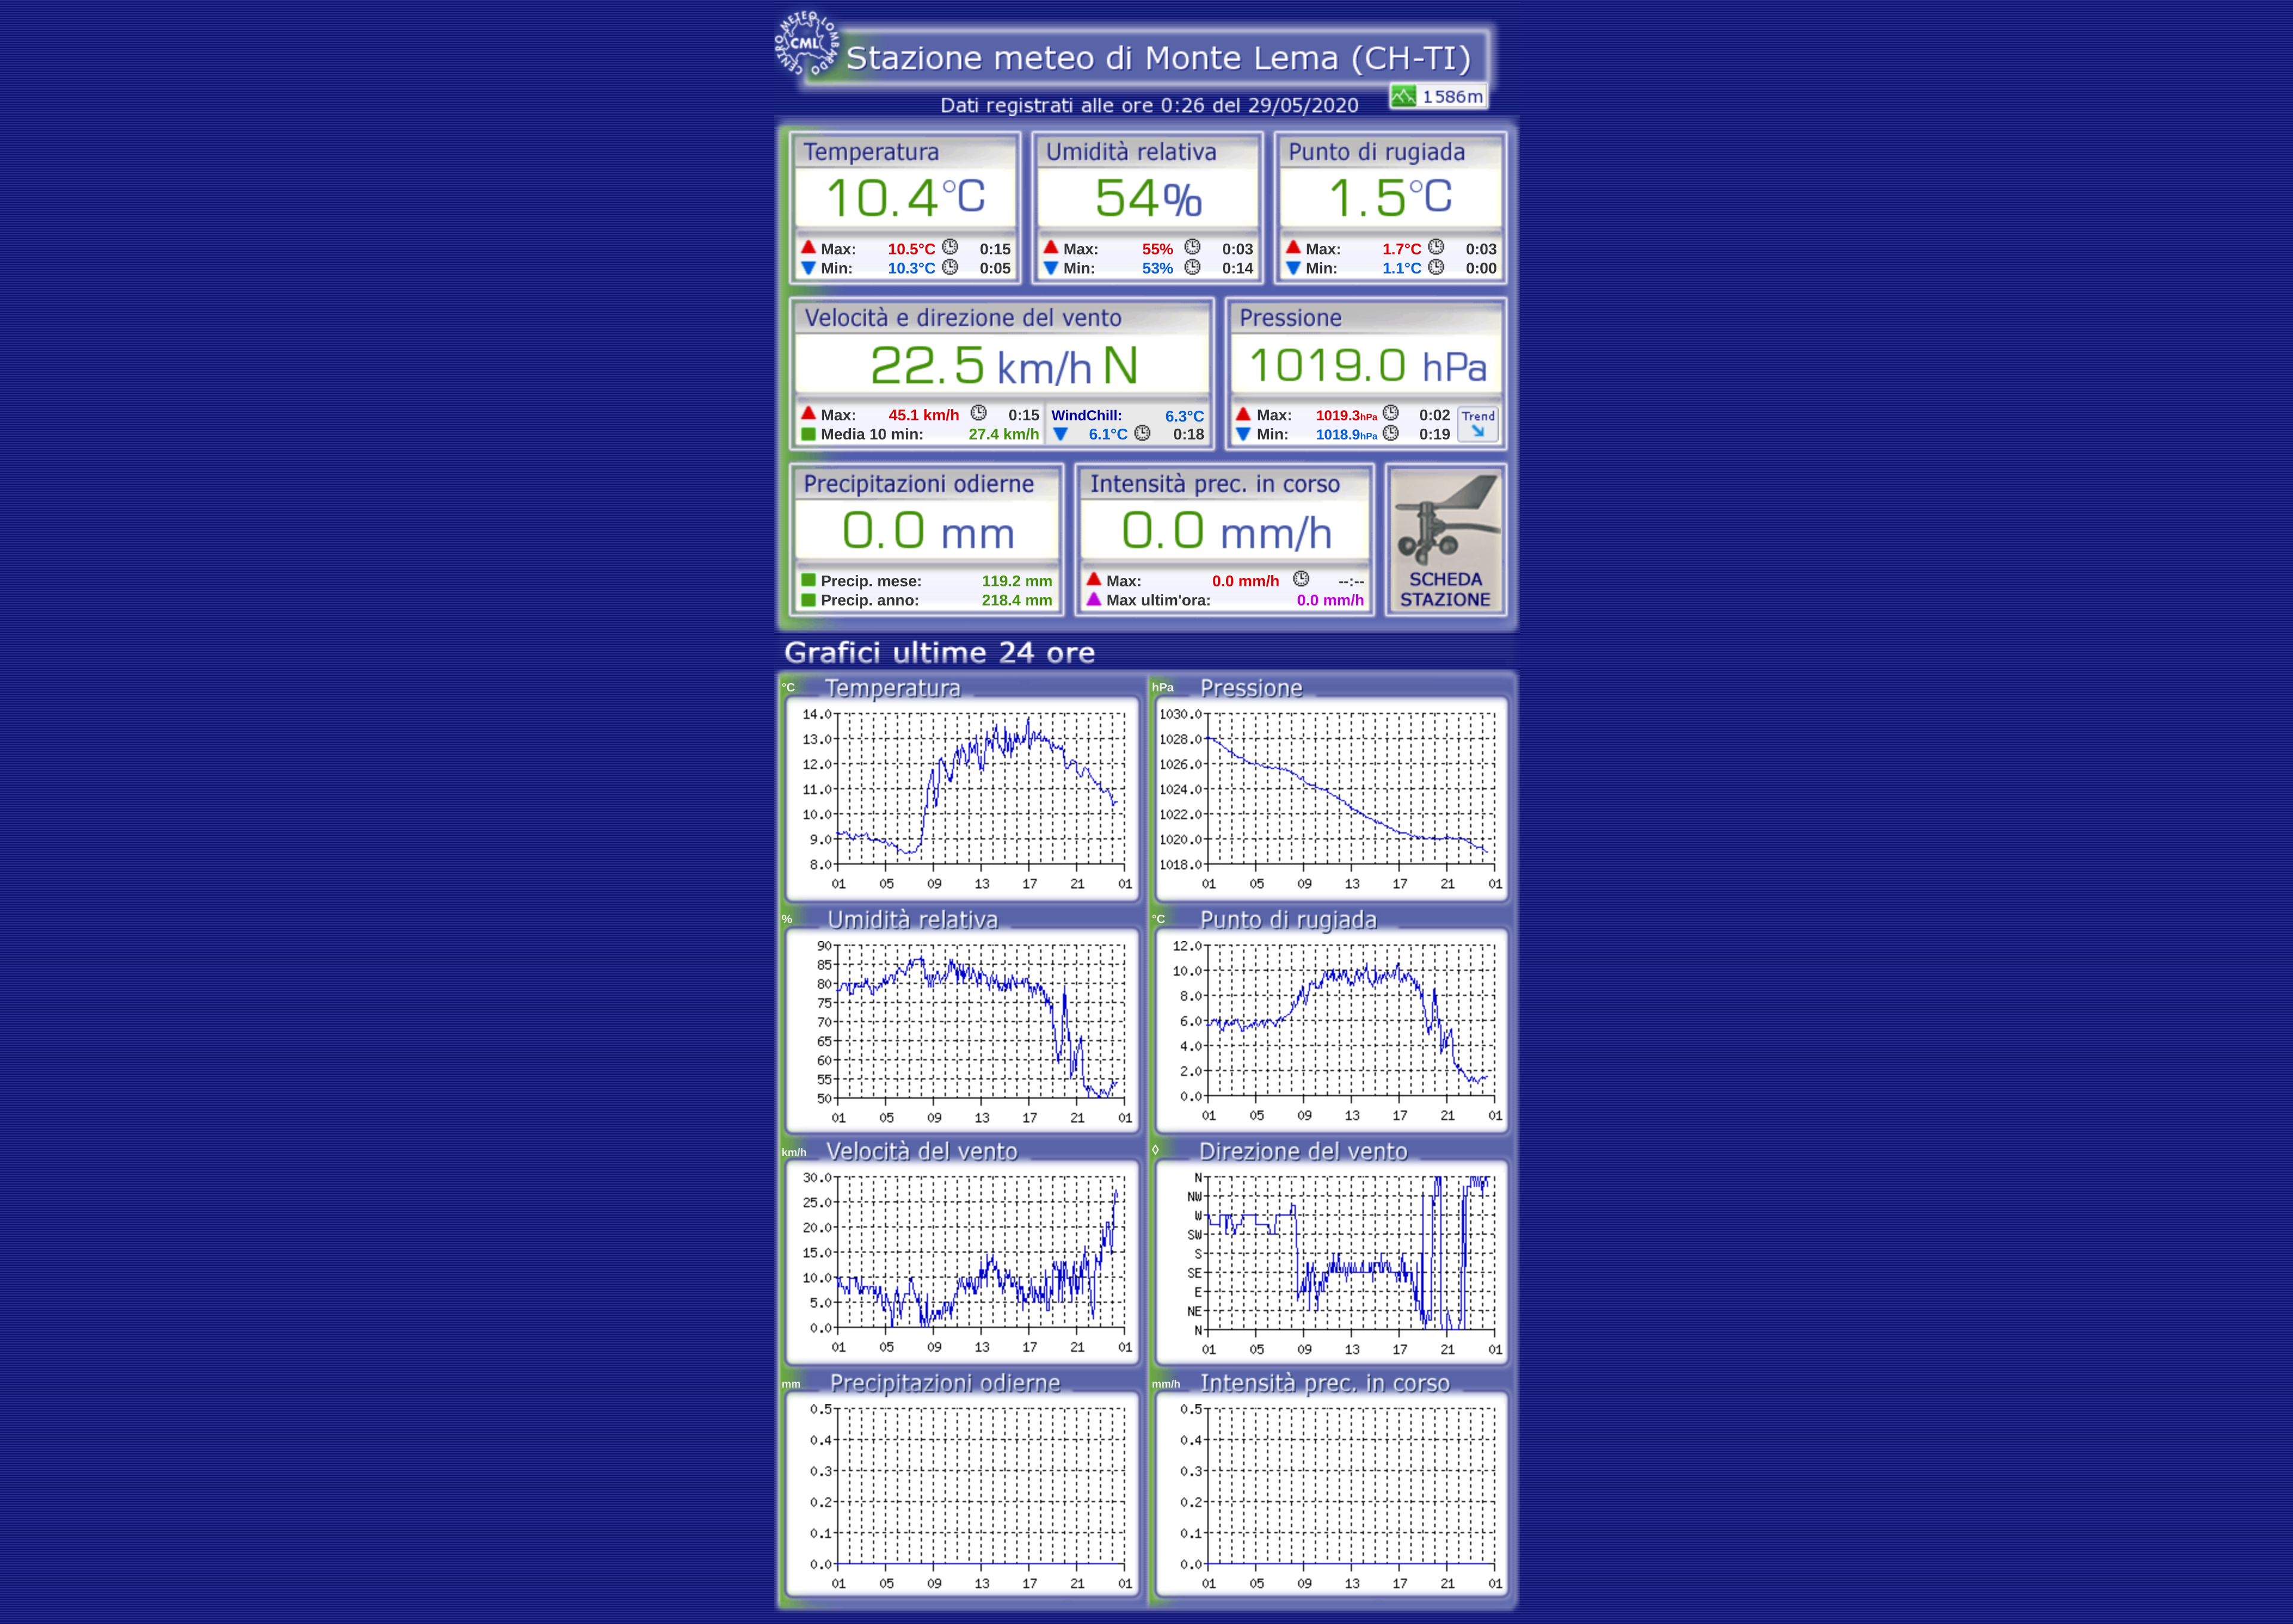 CENTRO METEO LOMBARDO
CML
Stazione meteo di Monte Lema (CH-TI)
Dati registrati alle ore 0:26 del 29/05/2020
1586m
Temperatura
10.4°C
Max: 10.5°C 0:15
Min: 10.3°C 0:05
Umidità relativa
54%
Max: 55% 0:03
Min: 53% 0:14
Punto di rugiada
1.5°C
Max: 1.7°C 0:03
Min: 1.1°C 0:00
Velocità e direzione del vento
22.5 km/h N
Max: 45.1 km/h 0:15
Media 10 min: 27.4 km/h
WindChill: 6.3°C
6.1°C 0:18
Pressione
1019.0 hPa
Max: 1019.3hPa 0:02
Min: 1018.9hPa 0:19
Trend
Precipitazioni odierne
0.0 mm
Precip. mese: 119.2 mm
Precip. anno: 218.4 mm
Intensità prec. in corso
0.0 mm/h
Max: 0.0 mm/h --:--
Max ultim'ora: 0.0 mm/h
SCHEDA
STAZIONE
Grafici ultime 24 ore
°C Temperatura
14.0
13.0
12.0
11.0
10.0
9.0
8.0
01 05 09 13 17 21 01
hPa Pressione
1030.0
1028.0
1026.0
1024.0
1022.0
1020.0
1018.0
01 05 09 13 17 21 01
% Umidità relativa
90
85
80
75
70
65
60
55
50
01 05 09 13 17 21 01
°C Punto di rugiada
12.0
10.0
8.0
6.0
4.0
2.0
0.0
01 05 09 13 17 21 01
km/h Velocità del vento
30.0
25.0
20.0
15.0
10.0
5.0
0.0
01 05 09 13 17 21 01
◊ Direzione del vento
N
NW
W
SW
S
SE
E
NE
N
01 05 09 13 17 21 01
mm Precipitazioni odierne
0.5
0.4
0.3
0.2
0.1
0.0
01 05 09 13 17 21 01
mm/h Intensità prec. in corso
0.5
0.4
0.3
0.2
0.1
0.0
01 05 09 13 17 21 01